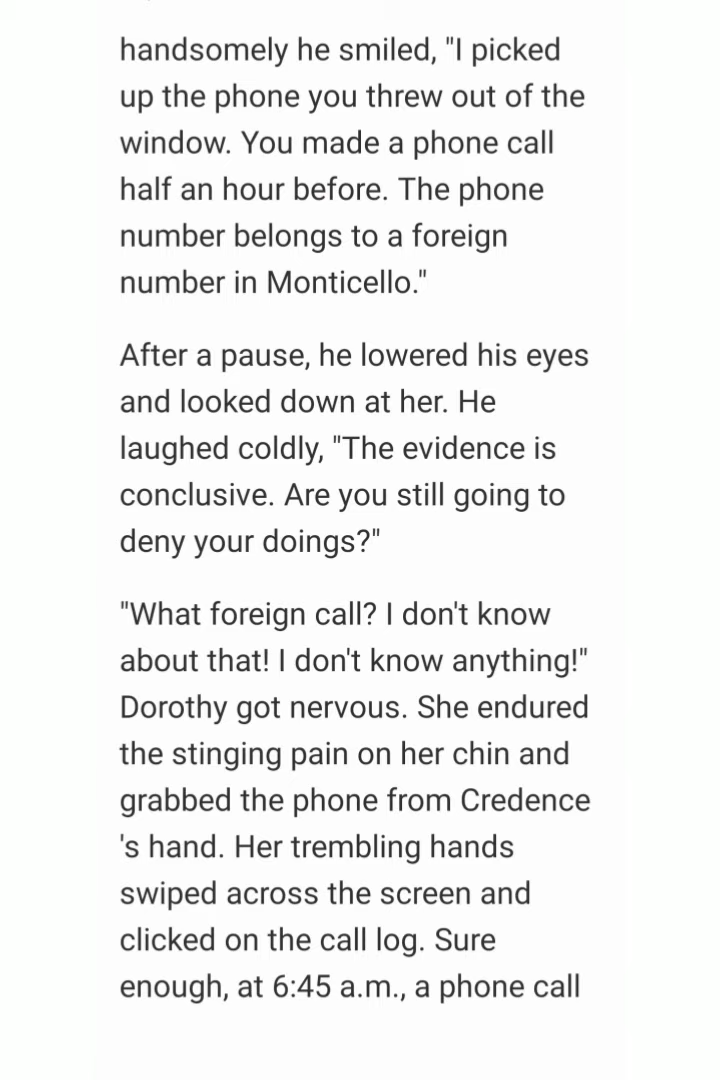 handsomely he smiled, "I picked
up the phone you threw out of the
window. You made a phone call
half an hour before. The phone
number belongs to a foreign
number in Monticello."
After a pause, he lowered his eyes
and looked down at her. He
laughed coldly, "The evidence is
conclusive. Are you still going to
deny your doings?"
"What foreign call? I don't know
about that! I don't know anything!"
Dorothy got nervous. She endured
the stinging pain on her chin and
grabbed the phone from Credence
's hand. Her trembling hands
swiped across the screen and
clicked on the call log. Sure
enough, at 6:45 a.m., a phone call